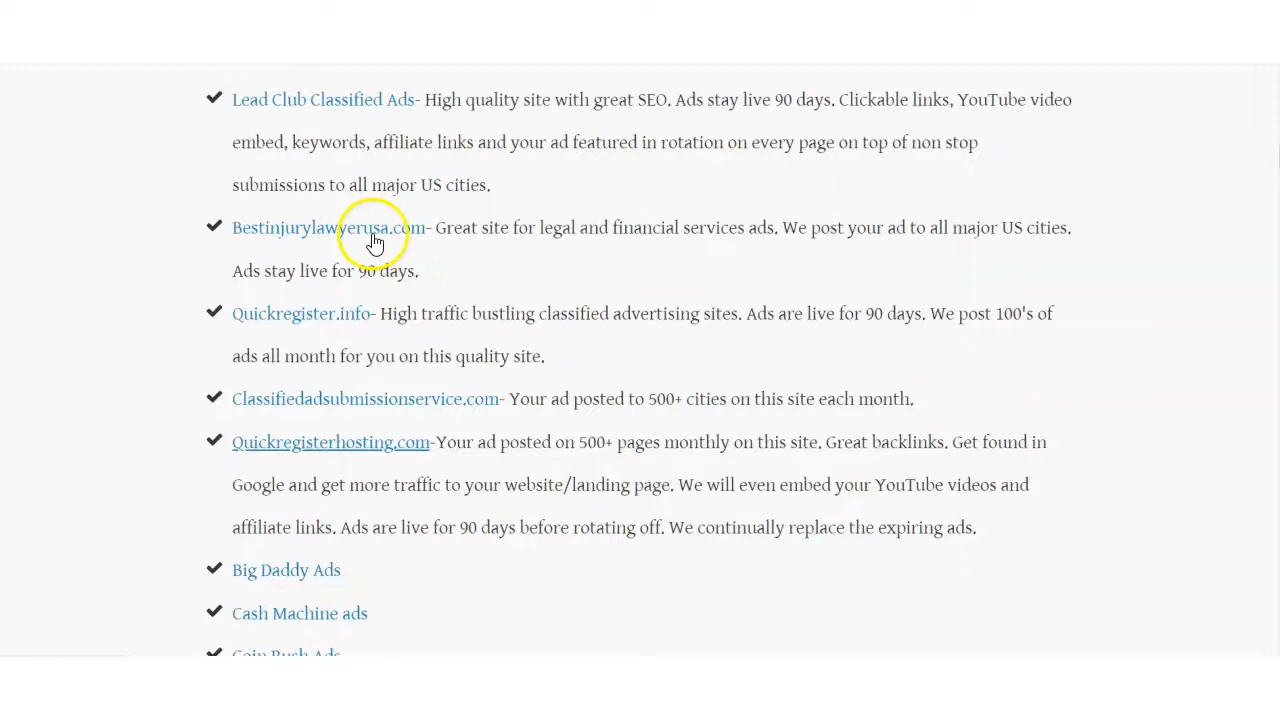 Lead Club Classified Ads- High quality site with great SEO. Ads stay live 90 days. Clickable links, YouTube video
embed, keywords, affiliate links and your ad featured in rotation on every page on top of non stop
submissions to all major US cities.
Bestinjurylawyerusa.com- Great site for legal and financial services ads. We post your ad to all major US cities.
Ads stay live for 90 days.
Quickregister.info- High traffic bustling classified advertising sites. Ads are live for 90 days. We post 100's of
ads all month for you on this quality site.
Classifiedadsubmissionservice.com- Your ad posted to 500+ cities on this site each month.
Quickregisterhosting.com-Your ad posted on 500+ pages monthly on this site. Great backlinks. Get found in
Google and get more traffic to your website/landing page. We will even embed your YouTube videos and
affiliate links. Ads are live for 90 days before rotating off. We continually replace the expiring ads.
Big Daddy Ads
Cash Machine ads
Coin Rush Ads